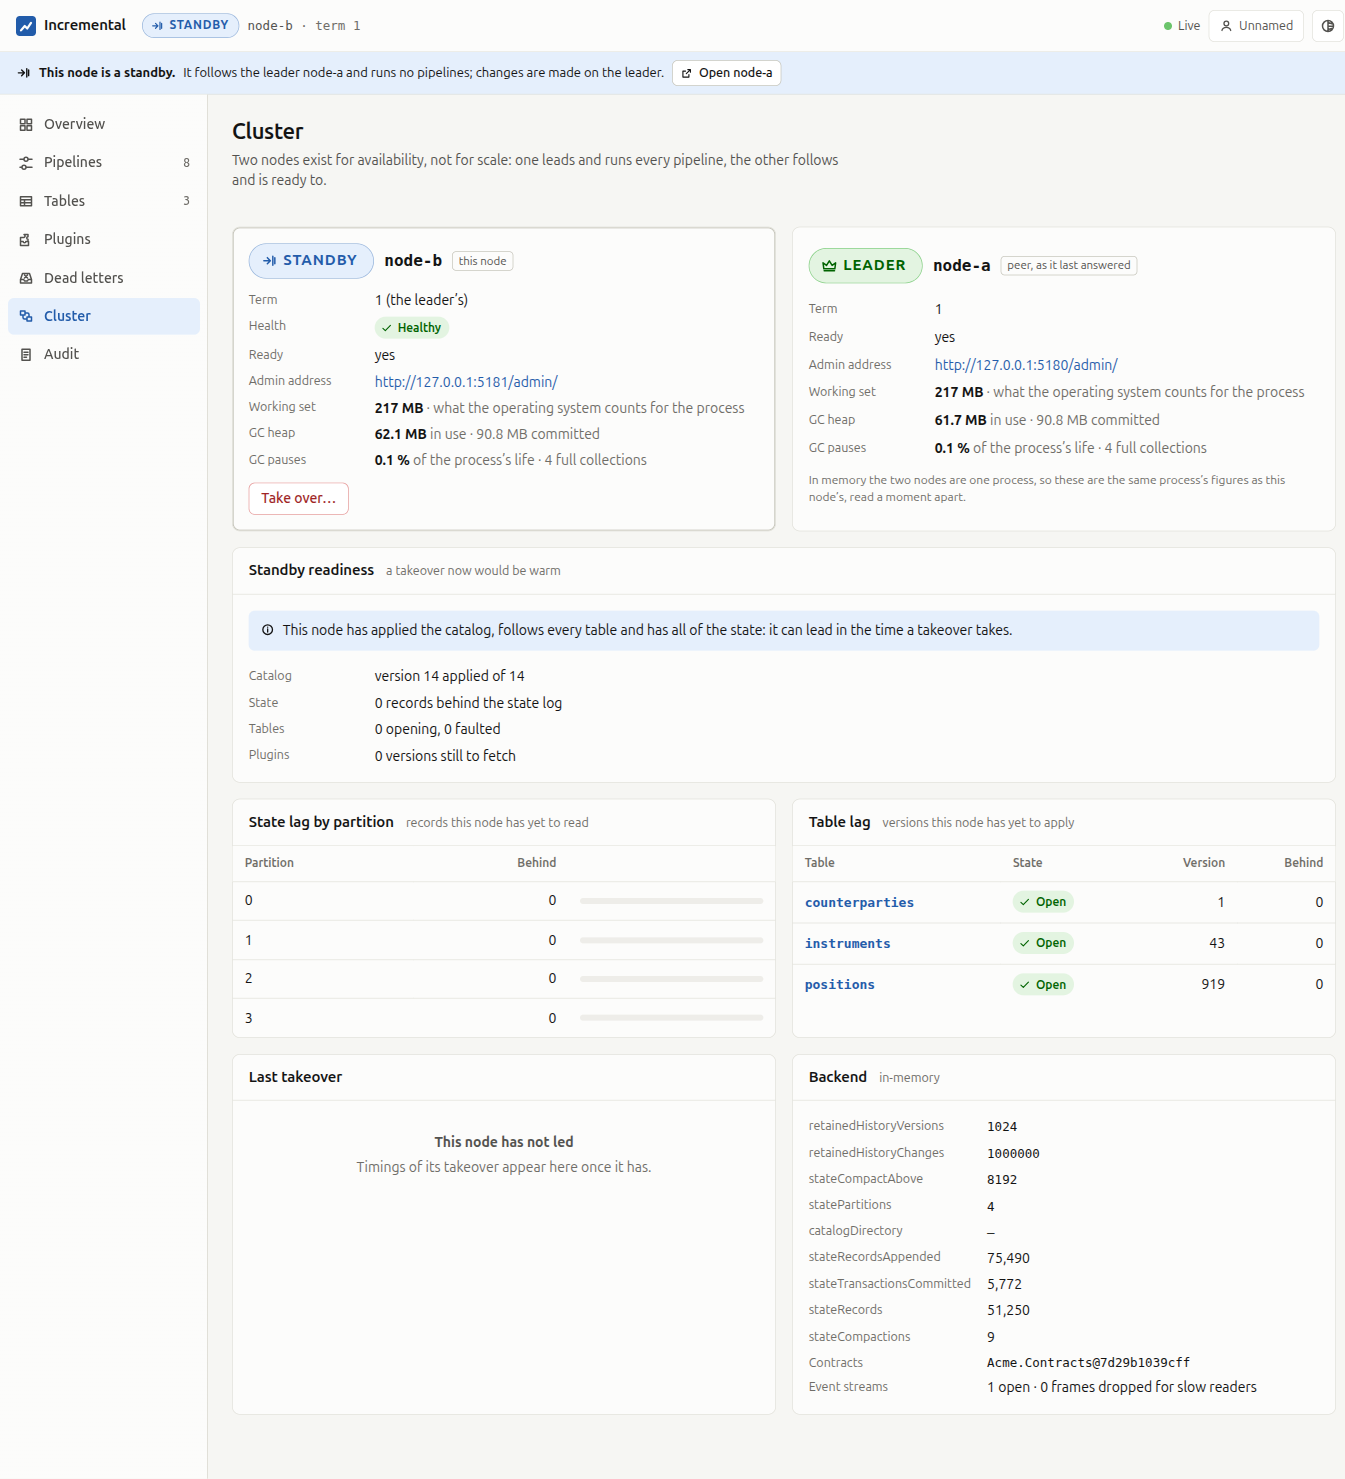 Incremental
STANDBY
node-b · term 1
Live
Unnamed
This node is a standby. It follows the leader node-a and runs no pipelines; changes are made on the leader.
Open node-a
Overview
Pipelines 8
Tables 3
Plugins
Dead letters
Cluster
Audit
Cluster
Two nodes exist for availability, not for scale: one leads and runs every pipeline, the other follows
and is ready to.
STANDBY node-b this node
Term 1 (the leader’s)
Health Healthy
Ready yes
Admin address http://127.0.0.1:5181/admin/
Working set 217 MB · what the operating system counts for the process
GC heap 62.1 MB in use · 90.8 MB committed
GC pauses 0.1 % of the process’s life · 4 full collections
Take over…
LEADER node-a peer, as it last answered
Term 1
Ready yes
Admin address http://127.0.0.1:5180/admin/
Working set 217 MB · what the operating system counts for the process
GC heap 61.7 MB in use · 90.8 MB committed
GC pauses 0.1 % of the process’s life · 4 full collections
In memory the two nodes are one process, so these are the same process’s figures as this
node’s, read a moment apart.
Standby readiness a takeover now would be warm
This node has applied the catalog, follows every table and has all of the state: it can lead in the time a takeover takes.
Catalog version 14 applied of 14
State 0 records behind the state log
Tables 0 opening, 0 faulted
Plugins 0 versions still to fetch
State lag by partition records this node has yet to read
Partition Behind
0 0
1 0
2 0
3 0
Table lag versions this node has yet to apply
Table State Version Behind
counterparties Open 1 0
instruments Open 43 0
positions Open 919 0
Last takeover
This node has not led
Timings of its takeover appear here once it has.
Backend in-memory
retainedHistoryVersions 1024
retainedHistoryChanges 1000000
stateCompactAbove 8192
statePartitions 4
catalogDirectory –
stateRecordsAppended 75,490
stateTransactionsCommitted 5,772
stateRecords 51,250
stateCompactions 9
Contracts Acme.Contracts@7d29b1039cff
Event streams 1 open · 0 frames dropped for slow readers